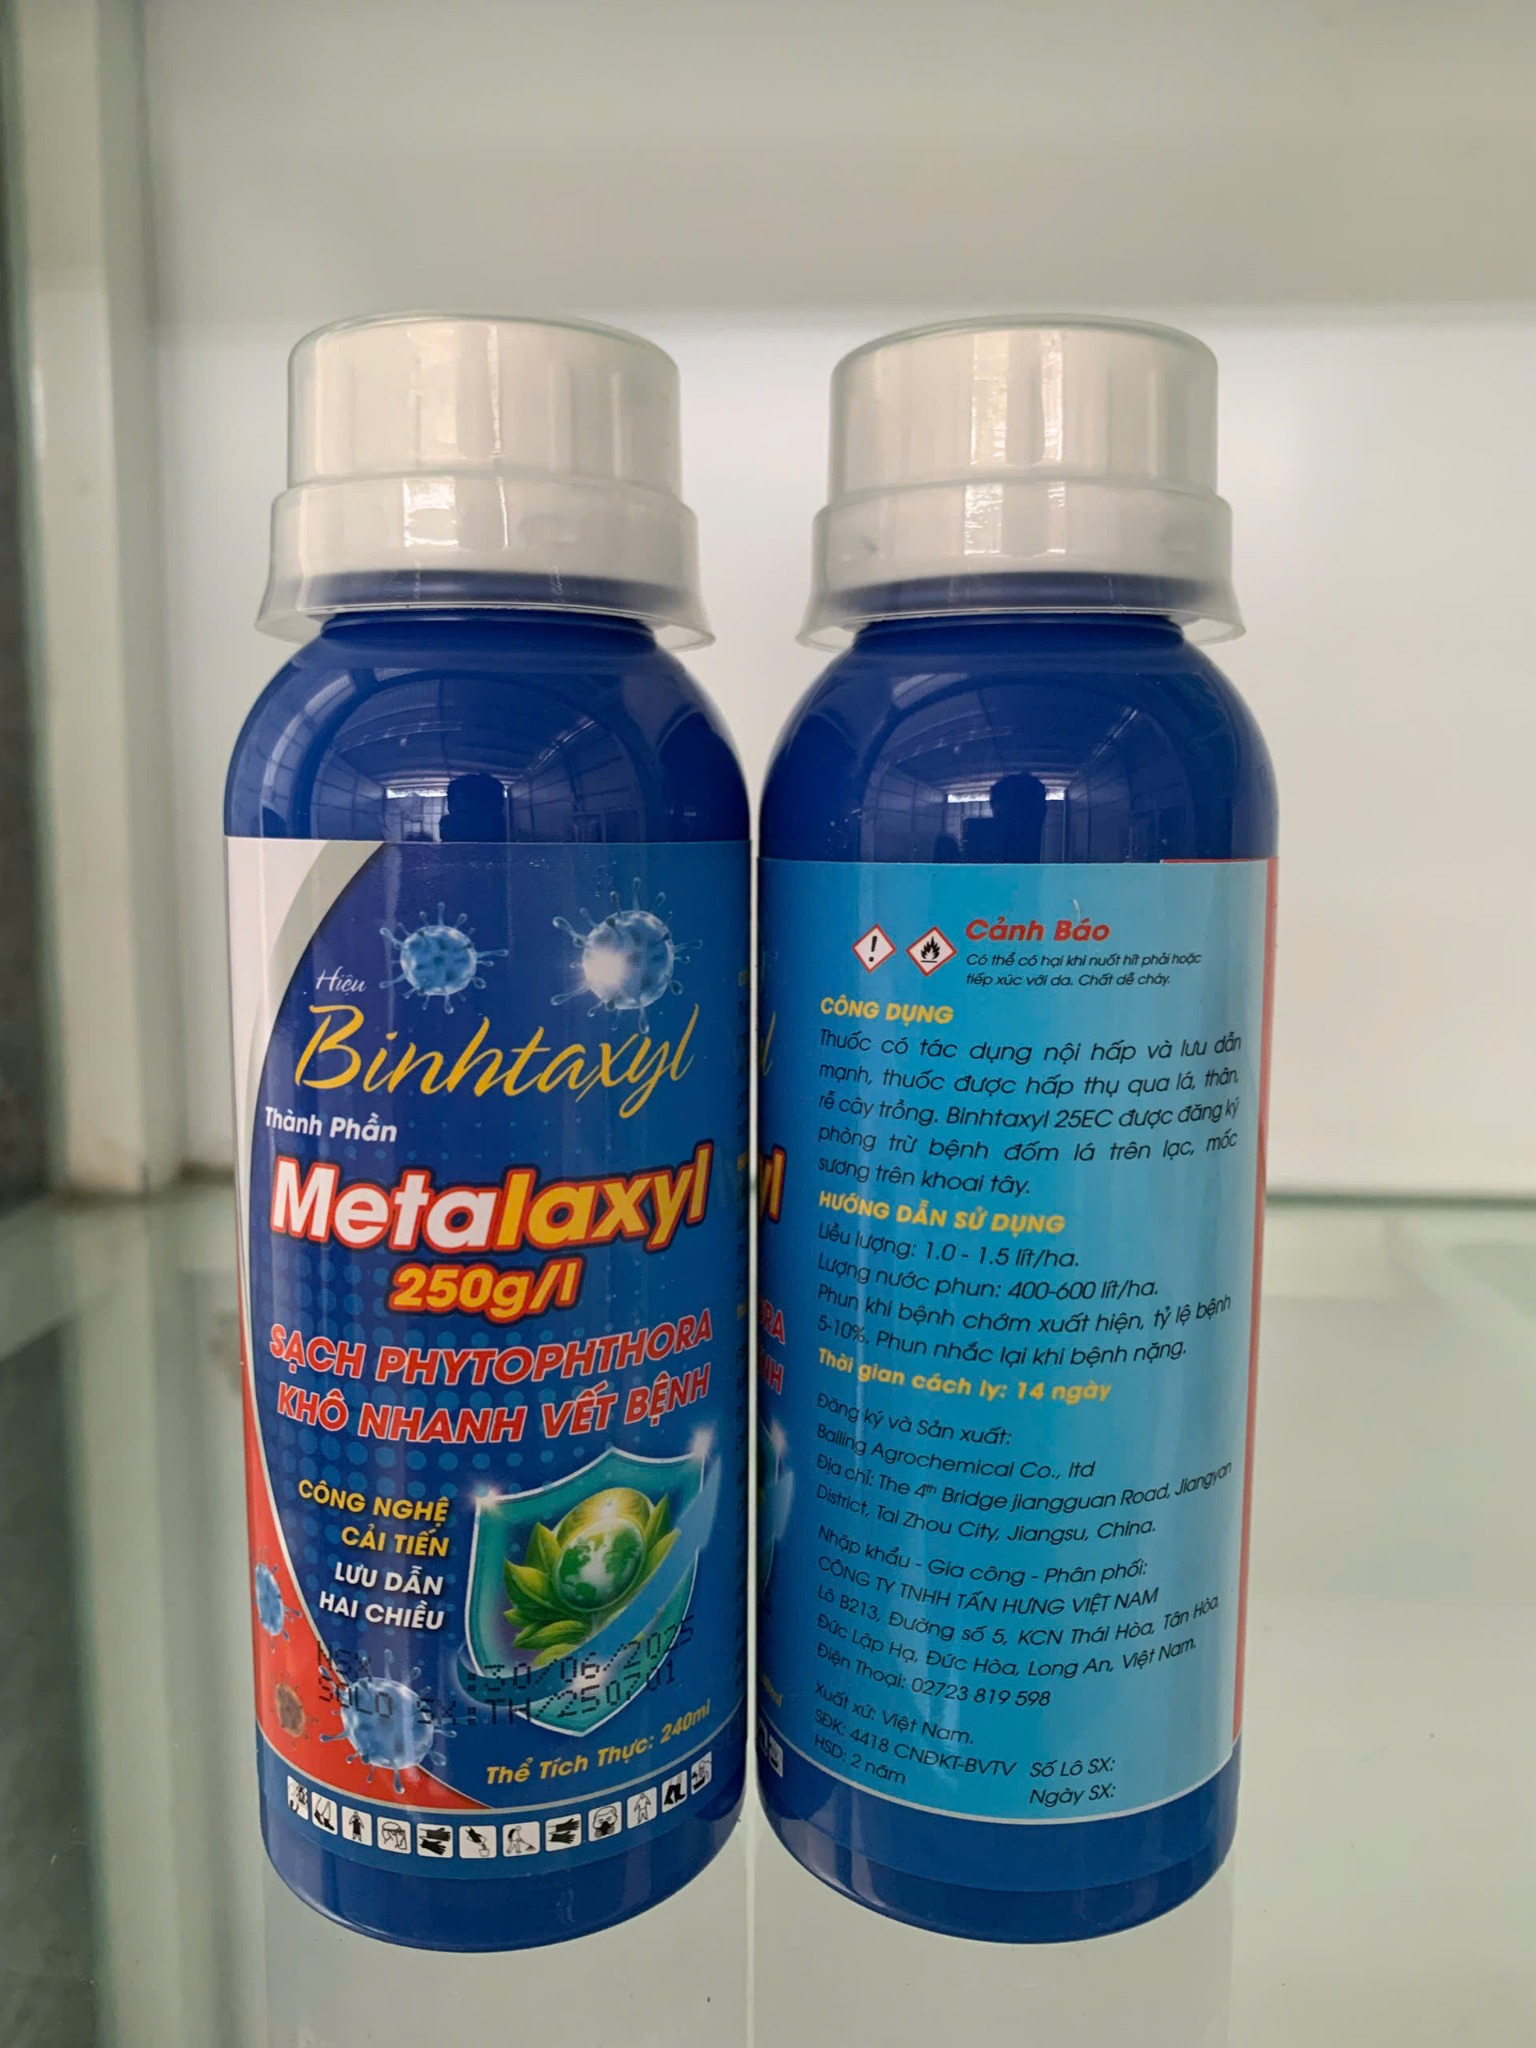 Hiệu
Binhtaxyl
Thành Phần
Metalaxyl
250g/l
SẠCH PHYTOPHTHORA
KHÔ NHANH VẾT BỆNH
CÔNG NGHỆ
CẢI TIẾN
LƯU DẪN
HAI CHIỀU
NSX :30/06/2025
SOLO SX:TH/250701
Thể Tích Thực: 240ml
Cảnh Báo
Có thể có hại khi nuốt hít phải hoặc
tiếp xúc với da. Chất dễ cháy.
CÔNG DỤNG
Thuốc có tác dụng nội hấp và lưu dẫn
mạnh, thuốc được hấp thụ qua lá, thân,
rễ cây trồng. Binhtaxyl 25EC được đăng ký
phòng trừ bệnh đốm lá trên lạc, mốc
sương trên khoai tây.
HƯỚNG DẪN SỬ DỤNG
Liều lượng: 1.0 - 1.5 lít/ha.
Lượng nước phun: 400-600 lít/ha.
Phun khi bệnh chớm xuất hiện, tỷ lệ bệnh
5-10%. Phun nhắc lại khi bệnh nặng.
Thời gian cách ly: 14 ngày
Đăng ký và Sản xuất:
Bailing Agrochemical Co., ltd
Địa chỉ: The 4th Bridge jiangguan Road, Jiangyan
District, Tai Zhou City, Jiangsu, China.
Nhập khẩu - Gia công - Phân phối:
CÔNG TY TNHH TẤN HƯNG VIỆT NAM
Lô B213, Đường số 5, KCN Thái Hòa, Tân Hòa,
Đức Lập Hạ, Đức Hòa, Long An, Việt Nam.
Điện Thoại: 02723 819 598
Xuất xứ: Việt Nam.
SĐK: 4418 CNĐKT-BVTV Số Lô SX:
HSD: 2 năm Ngày SX: